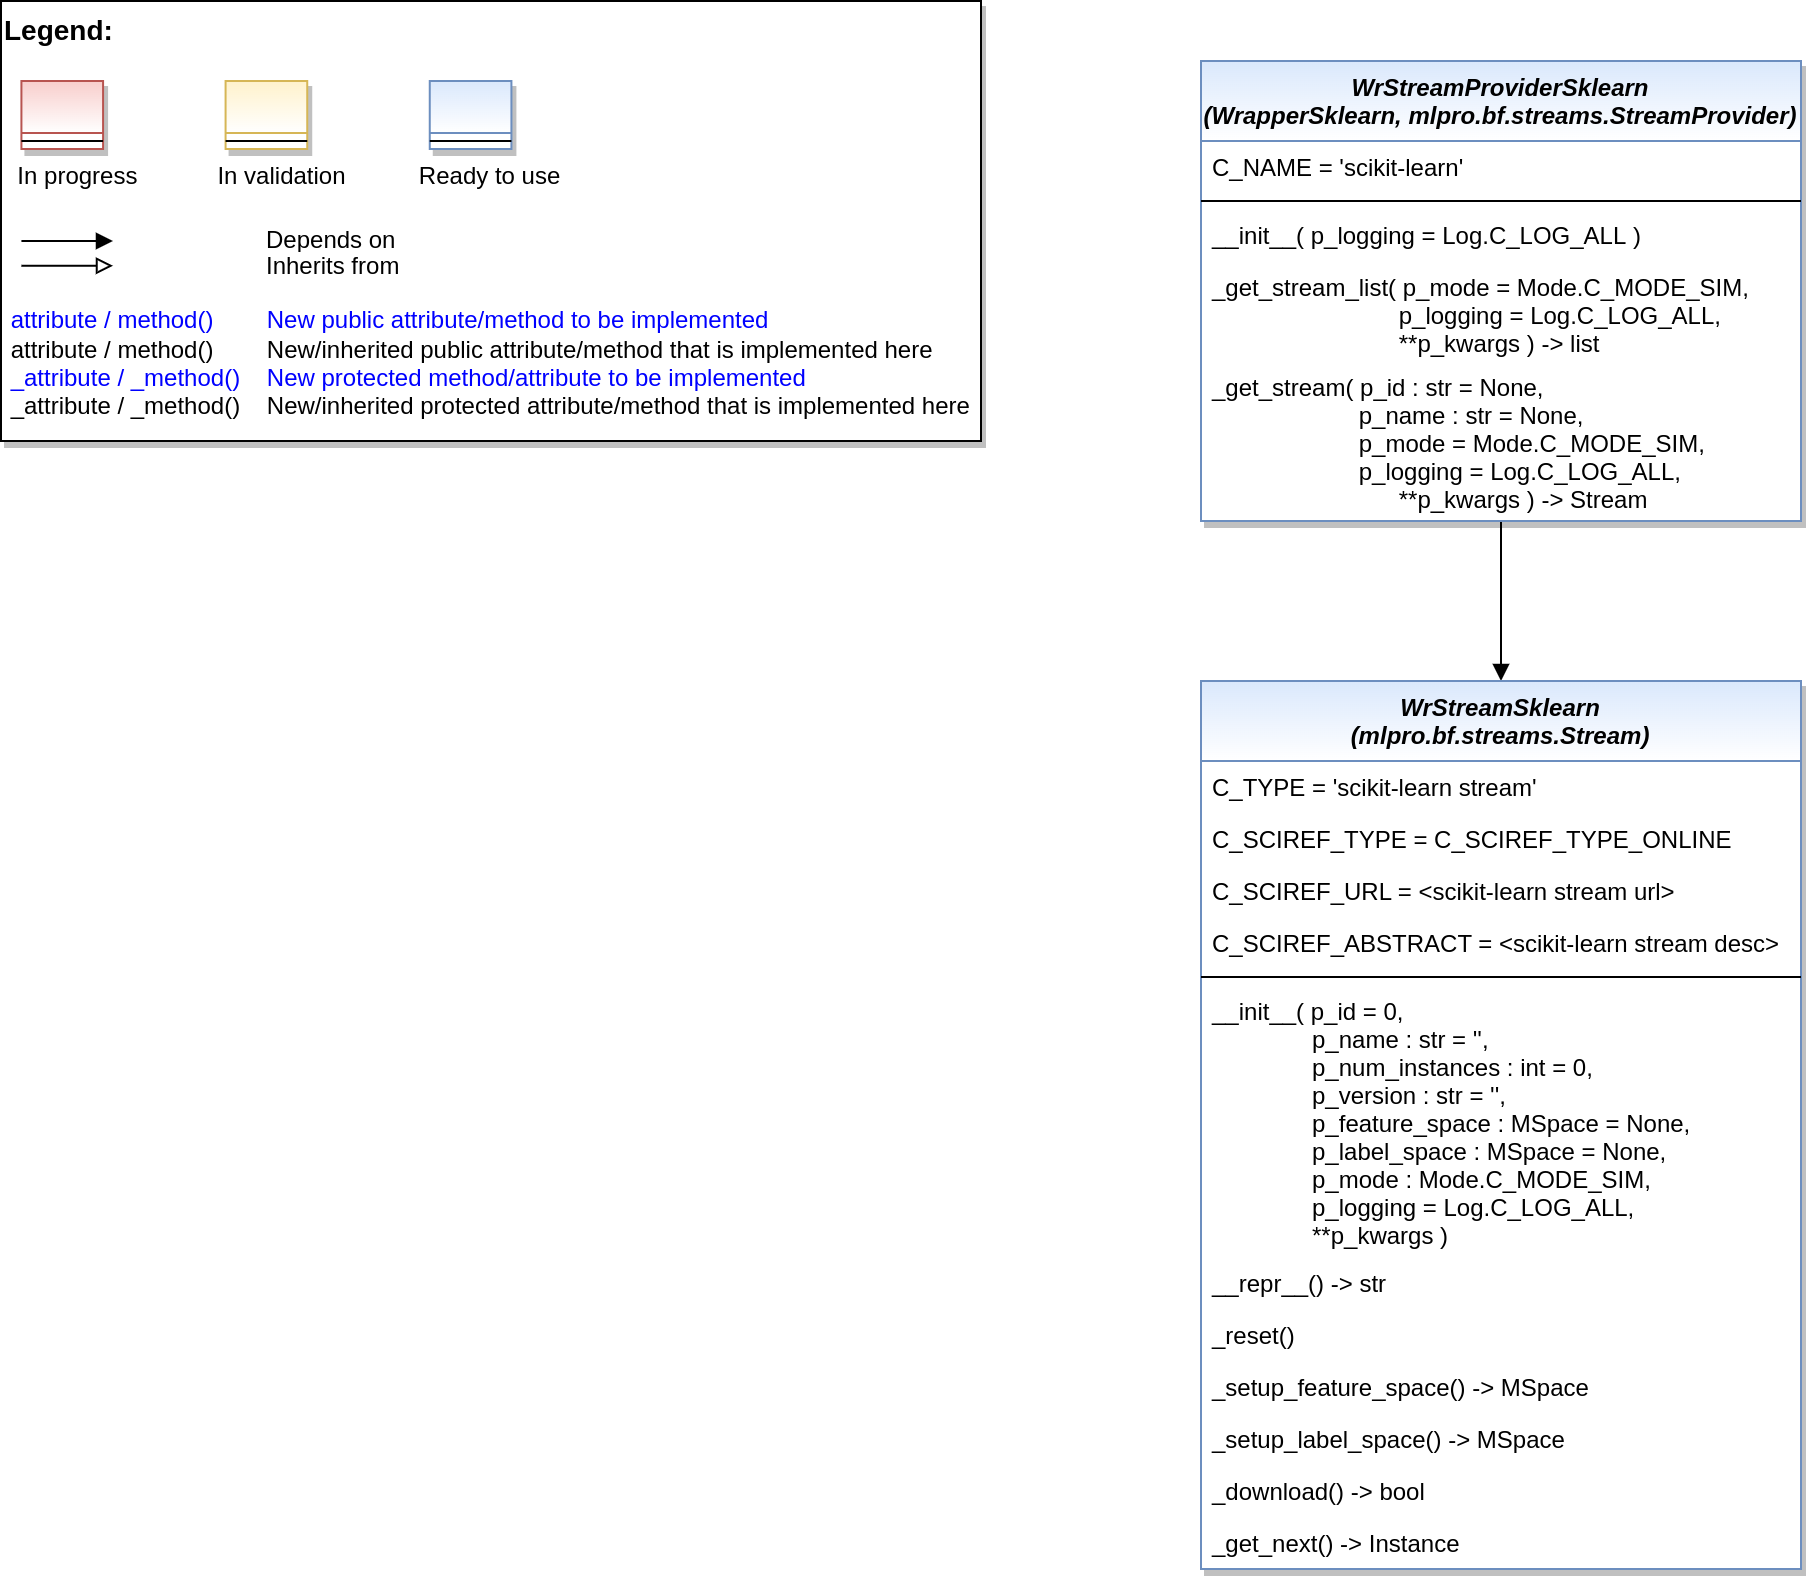 Legend:
In progress
In validation
Ready to use
Depends on
Inherits from
attribute / method() New public attribute/method to be implemented
attribute / method() New/inherited public attribute/method that is implemented here
_attribute / _method() New protected method/attribute to be implemented
_attribute / _method() New/inherited protected attribute/method that is implemented here
WrStreamProviderSklearn
(WrapperSklearn, mlpro.bf.streams.StreamProvider)
C_NAME = 'scikit-learn'
__init__( p_logging = Log.C_LOG_ALL )
_get_stream_list( p_mode = Mode.C_MODE_SIM,
p_logging = Log.C_LOG_ALL,
**p_kwargs ) -> list
_get_stream( p_id : str = None,
p_name : str = None,
p_mode = Mode.C_MODE_SIM,
p_logging = Log.C_LOG_ALL,
**p_kwargs ) -> Stream
WrStreamSklearn
(mlpro.bf.streams.Stream)
C_TYPE = 'scikit-learn stream'
C_SCIREF_TYPE = C_SCIREF_TYPE_ONLINE
C_SCIREF_URL = <scikit-learn stream url>
C_SCIREF_ABSTRACT = <scikit-learn stream desc>
__init__( p_id = 0,
p_name : str = '',
p_num_instances : int = 0,
p_version : str = '',
p_feature_space : MSpace = None,
p_label_space : MSpace = None,
p_mode : Mode.C_MODE_SIM,
p_logging = Log.C_LOG_ALL,
**p_kwargs )
__repr__() -> str
_reset()
_setup_feature_space() -> MSpace
_setup_label_space() -> MSpace
_download() -> bool
_get_next() -> Instance